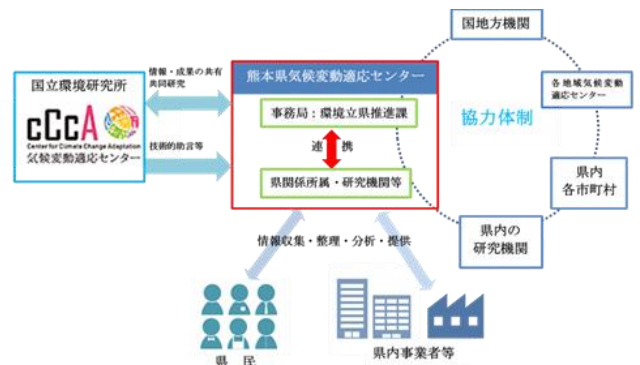 国立環境研究所
CCCA
Center for Climate Change Adaptation
気候変動適応センター
情報・成果の共有
共同研究
技術的助言等
熊本県気候変動適応センター
事務局：環境立県推進課
連 携
県関係所属・研究機関等
国地方機関
各地域気候変動
適応センター
協力体制
県内
各市町村
県内の
研究機関
情報収集・整理・分析・提供
県 民
県内事業者等